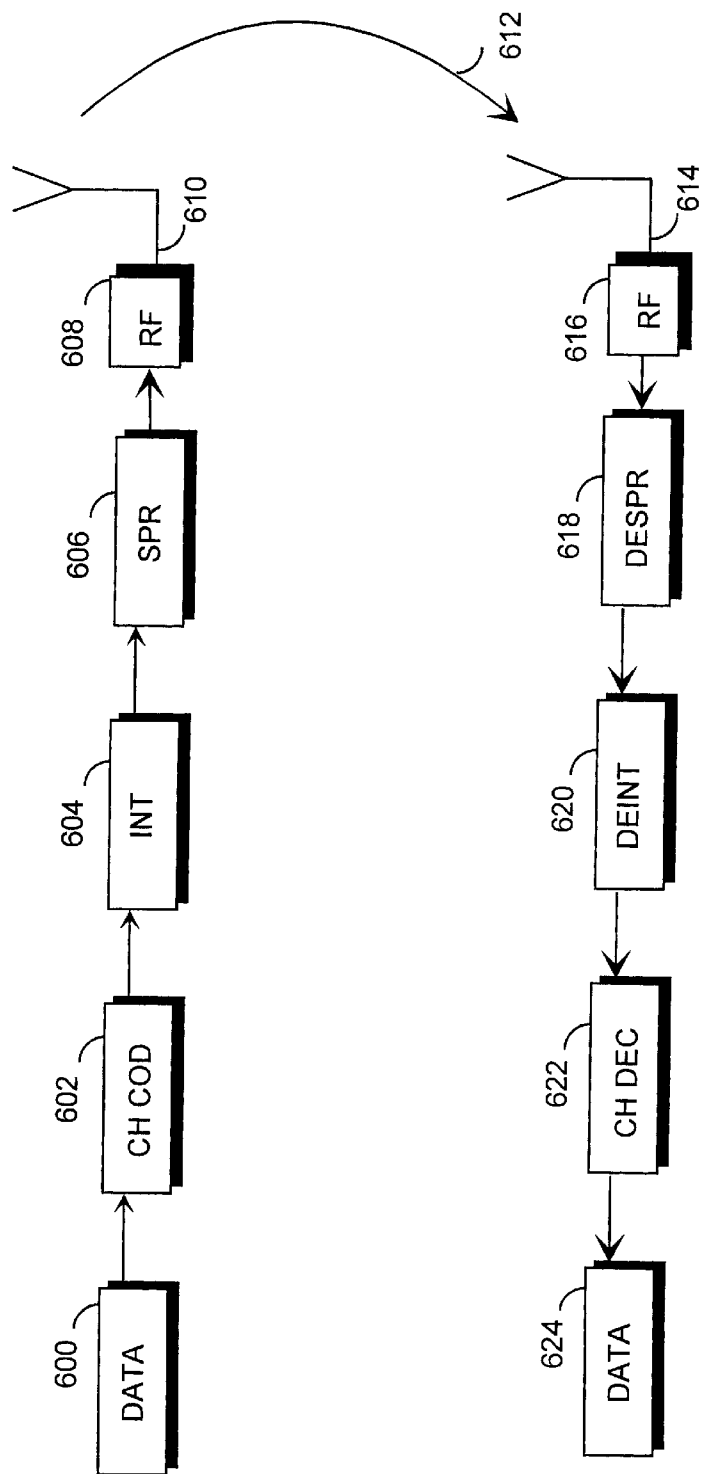 600
DATA
602
CH COD
604
INT
606
SPR
608
RF
610
612
614
616
RF
618
DESPR
620
DEINT
622
CH DEC
624
DATA